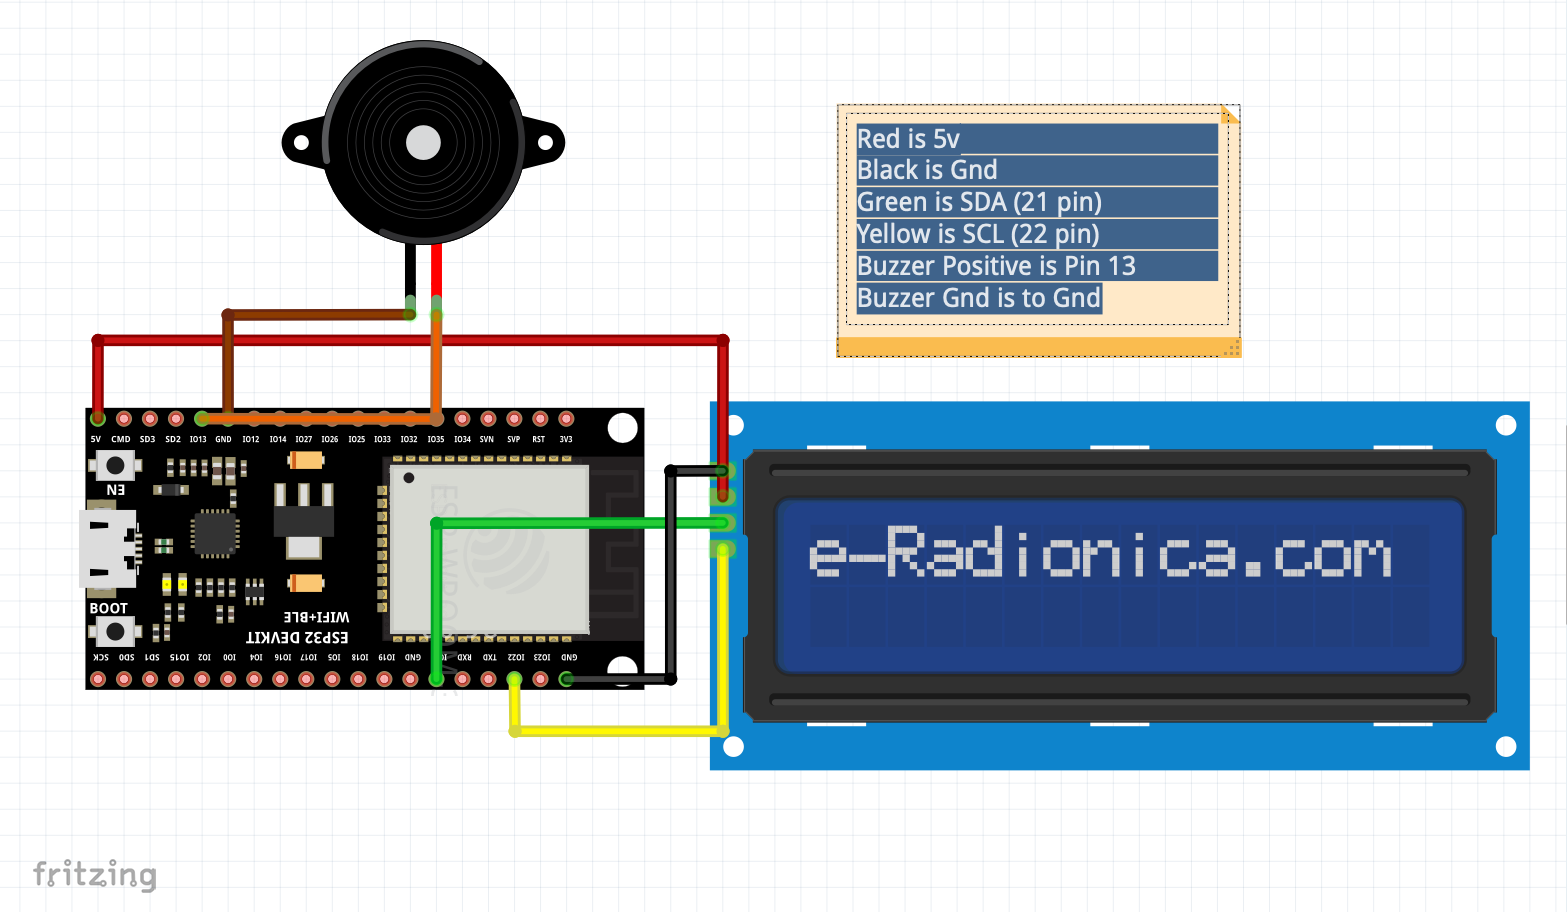 Red is 5v
Black is Gnd
Green is SDA (21 pin)
Yellow is SCL (22 pin)
Buzzer Positive is Pin 13
Buzzer Gnd is to Gnd
5V CMD SD3 SD2 IO13 GND IO12 IO14 IO27 IO26 IO25 IO33 IO32 IO35 IO34 SVN SVP RST 3V3
EN
e-Radionica.com
BOOT
WIFI+BLE
ESP32 DEVKIT
SCK SD0 SD1 IO15 IO2 IO0 IO4 IO16 IO17 IO5 IO18 IO19 GND RXD TXD IO22 IO23 GND
fritzing